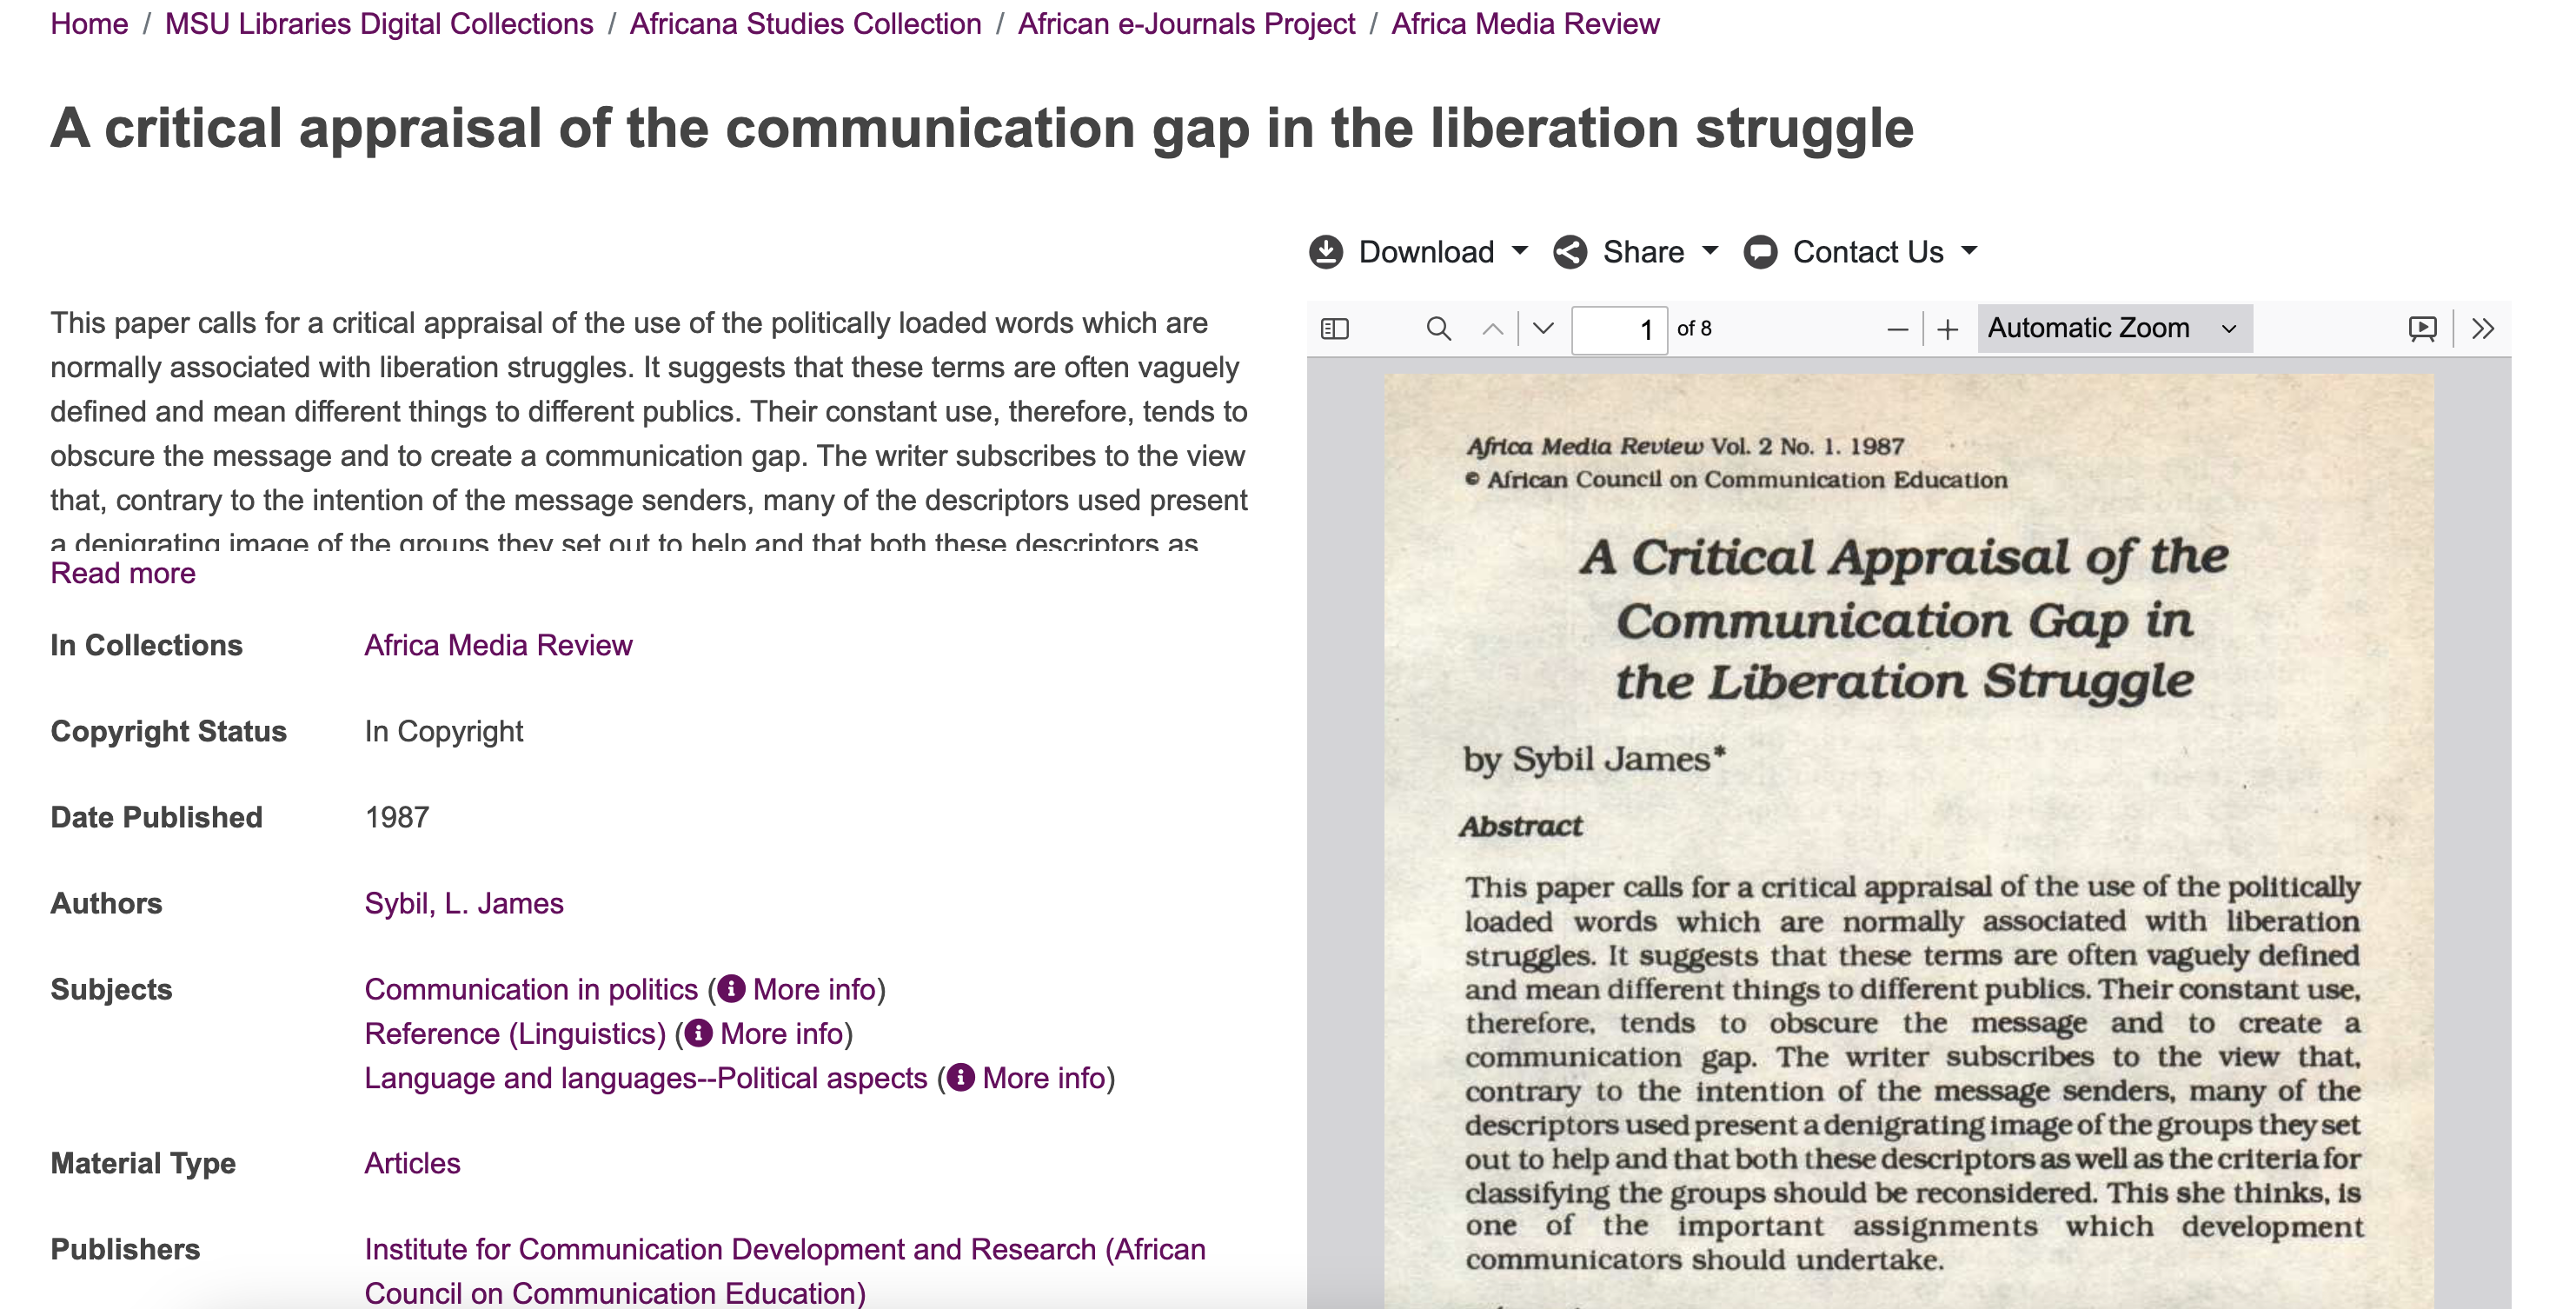 Home / MSU Libraries Digital Collections / Africana Studies Collection / African e-Journals Project / Africa Media Review
A critical appraisal of the communication gap in the liberation struggle
This paper calls for a critical appraisal of the use of the politically loaded words which are
normally associated with liberation struggles. It suggests that these terms are often vaguely
defined and mean different things to different publics. Their constant use, therefore, tends to
obscure the message and to create a communication gap. The writer subscribes to the view
that, contrary to the intention of the message senders, many of the descriptors used present
a denigrating image of the groups they set out to help and that both these descriptors as
Read more
In Collections Africa Media Review
Copyright Status In Copyright
Date Published 1987
Authors Sybil, L. James
Subjects Communication in politics (More info)
Reference (Linguistics) (More info)
Language and languages--Political aspects (More info)
Material Type Articles
Publishers Institute for Communication Development and Research (African
Council on Communication Education)
Download Share Contact Us
1 of 8 Automatic Zoom
Africa Media Review Vol. 2 No. 1. 1987
© African Council on Communication Education
A Critical Appraisal of the
Communication Gap in
the Liberation Struggle
by Sybil James*
Abstract
This paper calls for a critical appraisal of the use of the politically
loaded words which are normally associated with liberation
struggles. It suggests that these terms are often vaguely defined
and mean different things to different publics. Their constant use,
therefore, tends to obscure the message and to create a
communication gap. The writer subscribes to the view that,
contrary to the intention of the message senders, many of the
descriptors used present a denigrating image of the groups they set
out to help and that both these descriptors as well as the criteria for
classifying the groups should be reconsidered. This she thinks, is
one of the important assignments which development
communicators should undertake.